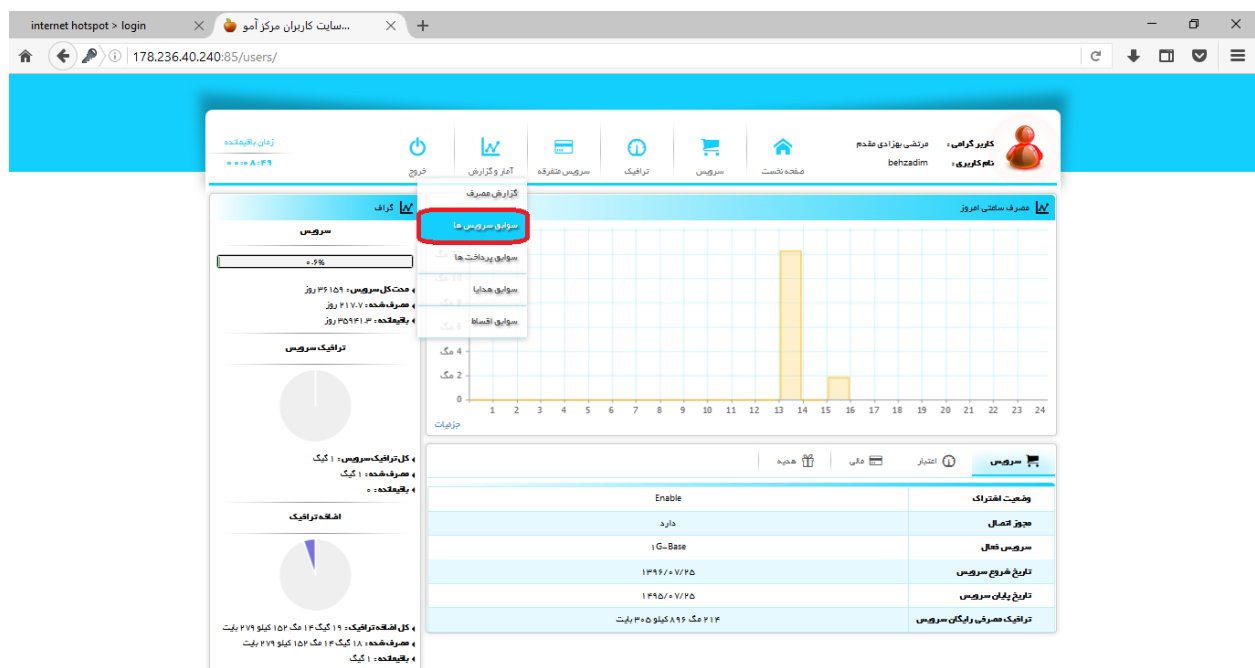 internet hotspot > login
سایت کاربران مرکز آمو...
178.236.40.240:85/users/
کاربر گرامی : مرتضی بهزادی مقدم
نام کاربری : behzadim
صفحه نخست
سرویس
ترافیک
سرویس متفرقه
آمار و گزارش
خروج
زمان باقیمانده
۰۰:۰۸:۴۹
گزارش مصرف
سوابق سرویس ها
سوابق پرداخت ها
سوابق هدایا
سوابق اقساط
مصرف ساعتی امروز
6
4 مگ
2 مگ
0
1 2 3 4 5 6 7 8 9 10 11 12 13 14 15 16 17 18 19 20 21 22 23 24
جزئیات
گراف
سرویس
۰.۶%
مدت کل سرویس : ۳۶۱۵۹ روز
مصرف شده : ۲۱۷.۷ روز
باقیمانده : ۳۵۹۴۱.۳ روز
ترافیک سرویس
کل ترافیک سرویس : ۱ گیگ
مصرف شده : ۱ گیگ
باقیمانده : ۰
اضافه ترافیک
کل اضافه ترافیک : ۱۹ گیگ ۱۴ مگ ۱۵۲ کیلو ۲۷۹ بایت
مصرف شده : ۱۸ گیگ ۱۴ مگ ۱۵۲ کیلو ۲۷۹ بایت
باقیمانده : ۱ گیگ
سرویس
اعتبار
مالی
هدیه
وضعیت اشتراک Enable
مجوز اتصال دارد
سرویس فعال ۱G-Base
تاریخ شروع سرویس ۱۳۹۶/۰۷/۲۵
تاریخ پایان سرویس ۱۴۹۵/۰۷/۲۵
ترافیک مصرفی رایگان سرویس ۲۱۴ مگ ۸۹۶ کیلو ۳۰۵ بایت